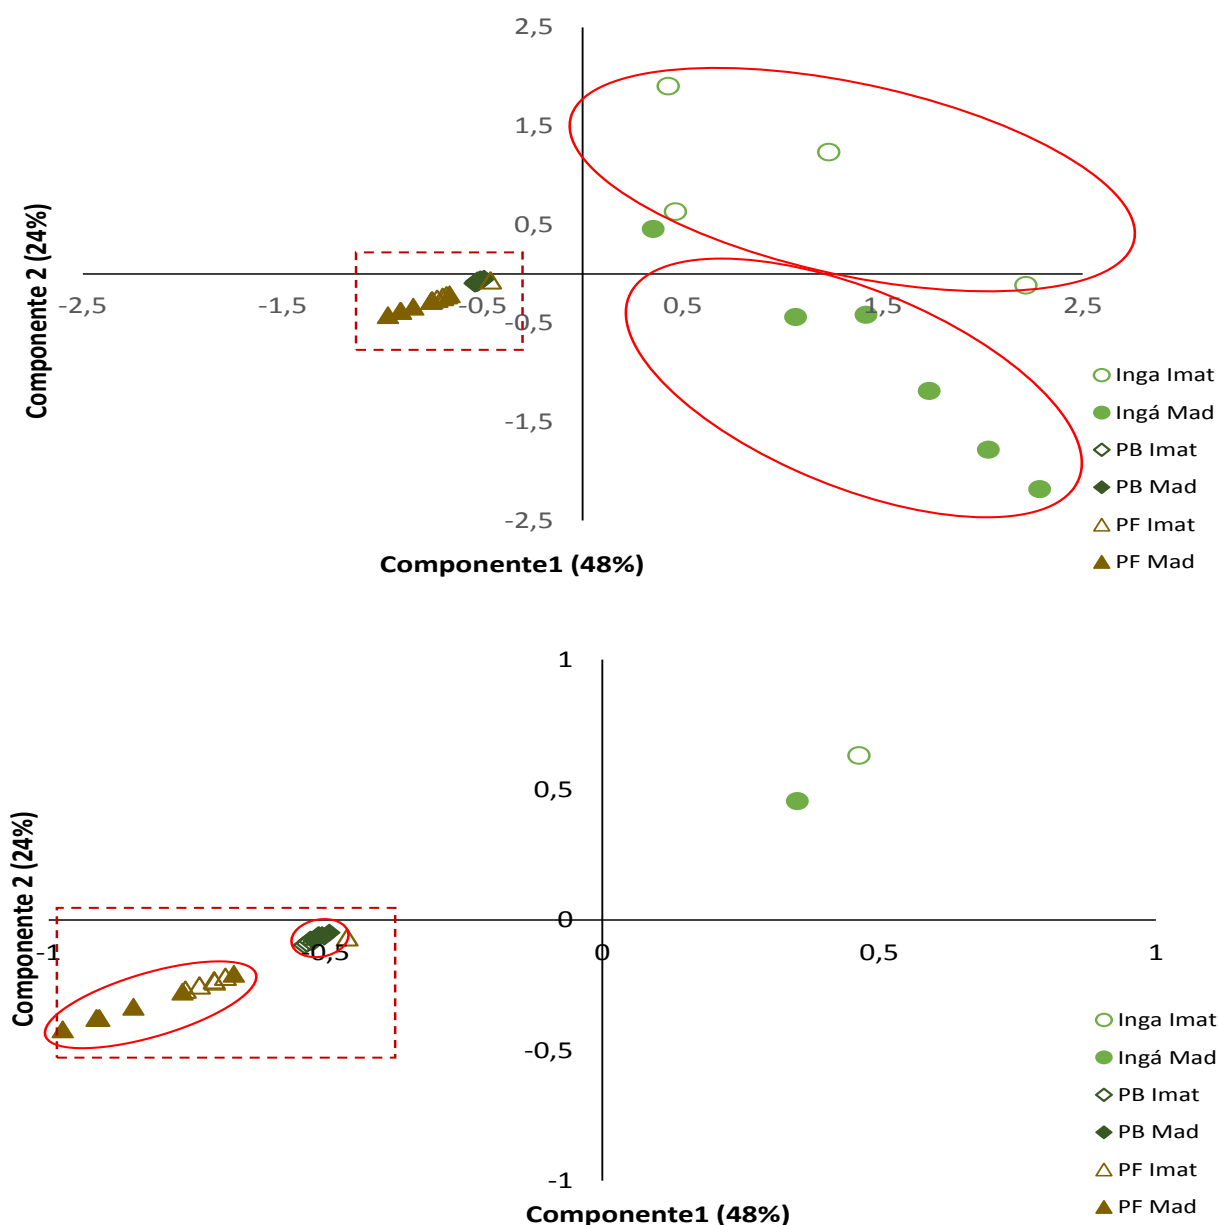 2,5
1,5
0,5
-2,5
-1,5
-0,5
0,5
1,5
2,5
-0,5
-1,5
-2,5
Componente 2 (24%)
Componente1 (48%)
Inga Imat
Ingá Mad
PB Imat
PB Mad
PF Imat
PF Mad
1
0,5
0
-1
-0,5
0
0,5
1
-0,5
-1
Componente 2 (24%)
Componente1 (48%)
Inga Imat
Ingá Mad
PB Imat
PB Mad
PF Imat
PF Mad